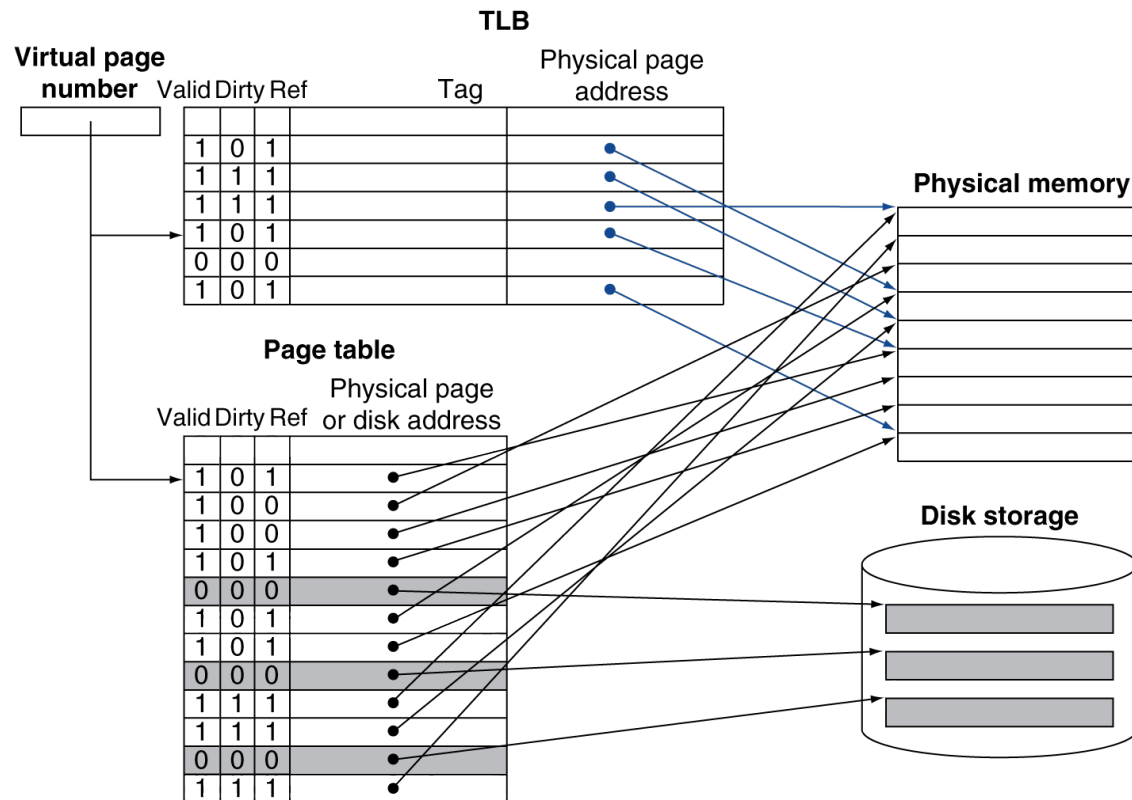 TLB
Virtual page
number
Valid Dirty Ref
Tag
Physical page
address
1 0 1
1 1 1
1 1 1
1 0 1
0 0 0
1 0 1
Physical memory
Page table
Physical page
or disk address
Valid Dirty Ref
1 0 1
1 0 0
1 0 0
1 0 1
0 0 0
1 0 1
1 0 1
0 0 0
1 1 1
1 1 1
0 0 0
1 1 1
Disk storage